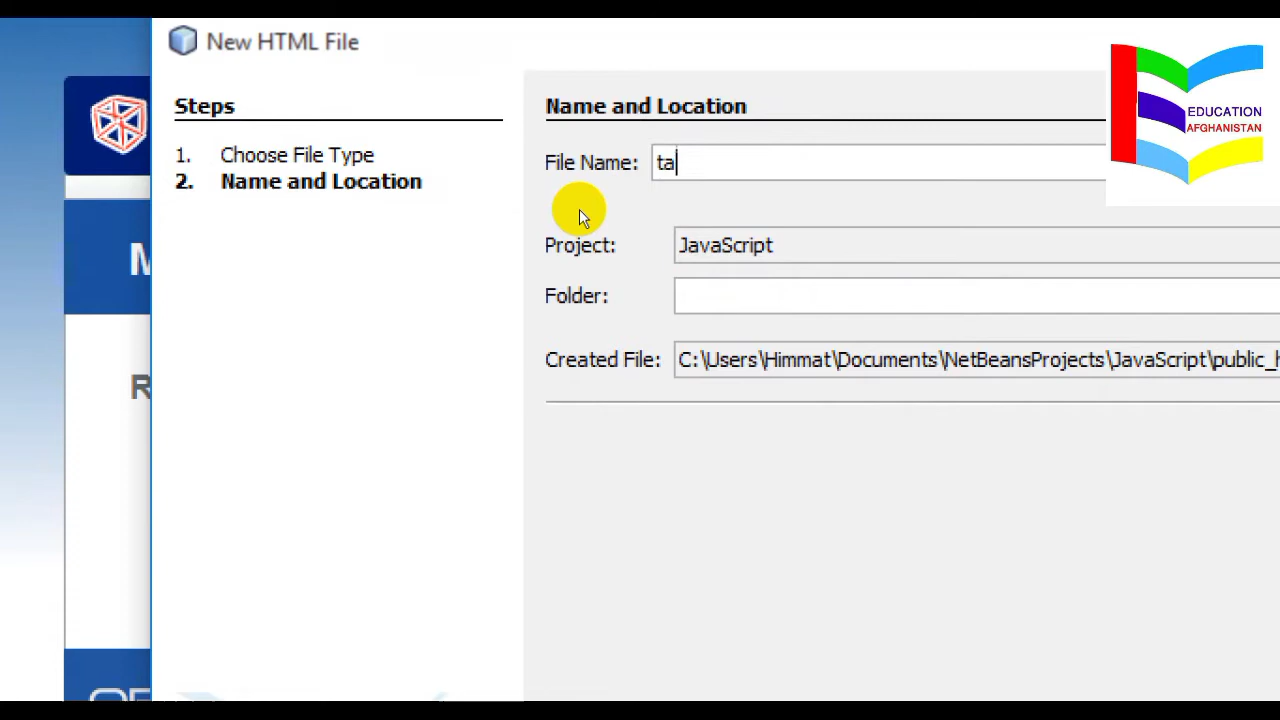 New HTML File
Steps
1. Choose File Type
2. Name and Location
Name and Location
File Name: ta
Project: JavaScript
Folder:
Created File: C:\Users\Himmat\Documents\NetBeansProjects\JavaScript\public_h
EDUCATION
AFGHANISTAN
M
R